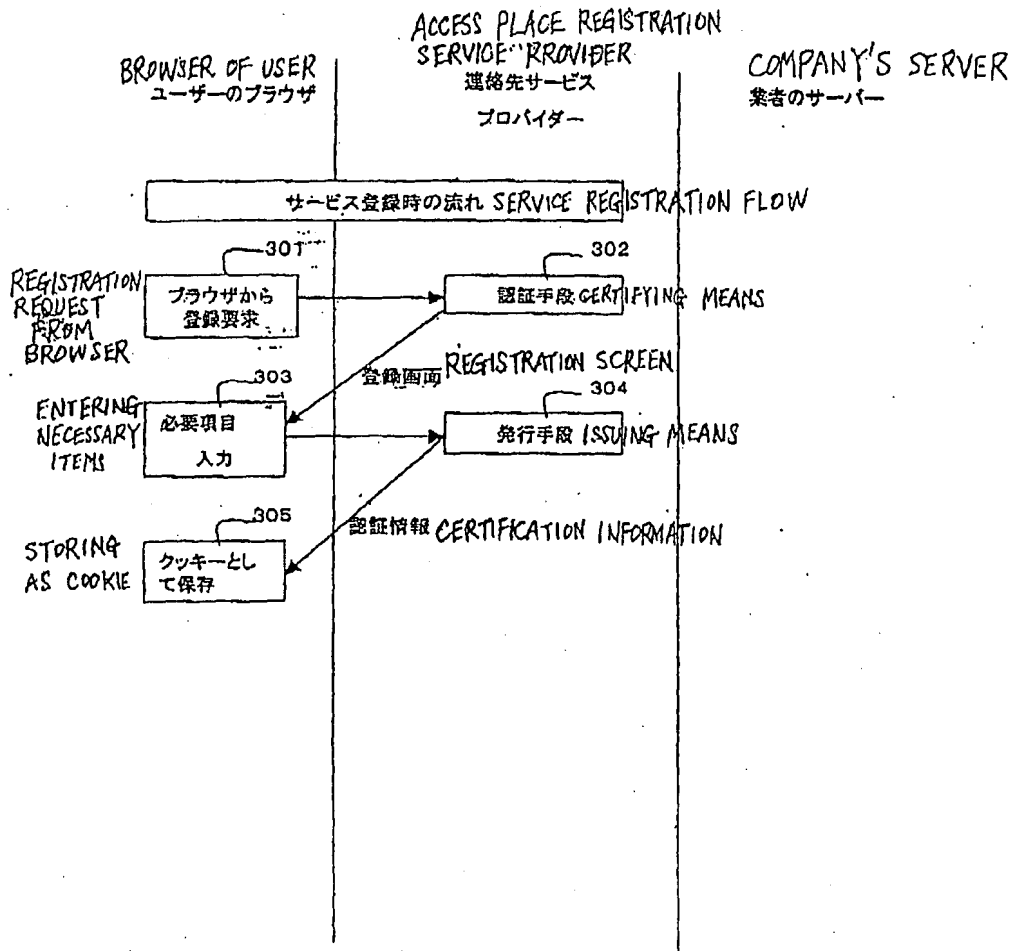 ACCESS PLACE REGISTRATION
SERVICE RROVIDER
BROWSER OF USER
ユーザーのブラウザ
連絡先サービス
プロバイダー
COMPANY'S SERVER
業者のサーバー
サービス登録時の流れ SERVICE REGISTRATION FLOW
301
302
REGISTRATION
REQUEST
FROM
BROWSER
ブラウザから
登録要求
認証手段 CERTIFYING MEANS
登録画面 REGISTRATION SCREEN
303
304
ENTERING
NECESSARY
ITEMS
必要項目
入力
発行手段 ISSUING MEANS
305
認証情報 CERTIFICATION INFORMATION
STORING
AS COOKIE
クッキーとし
て保存